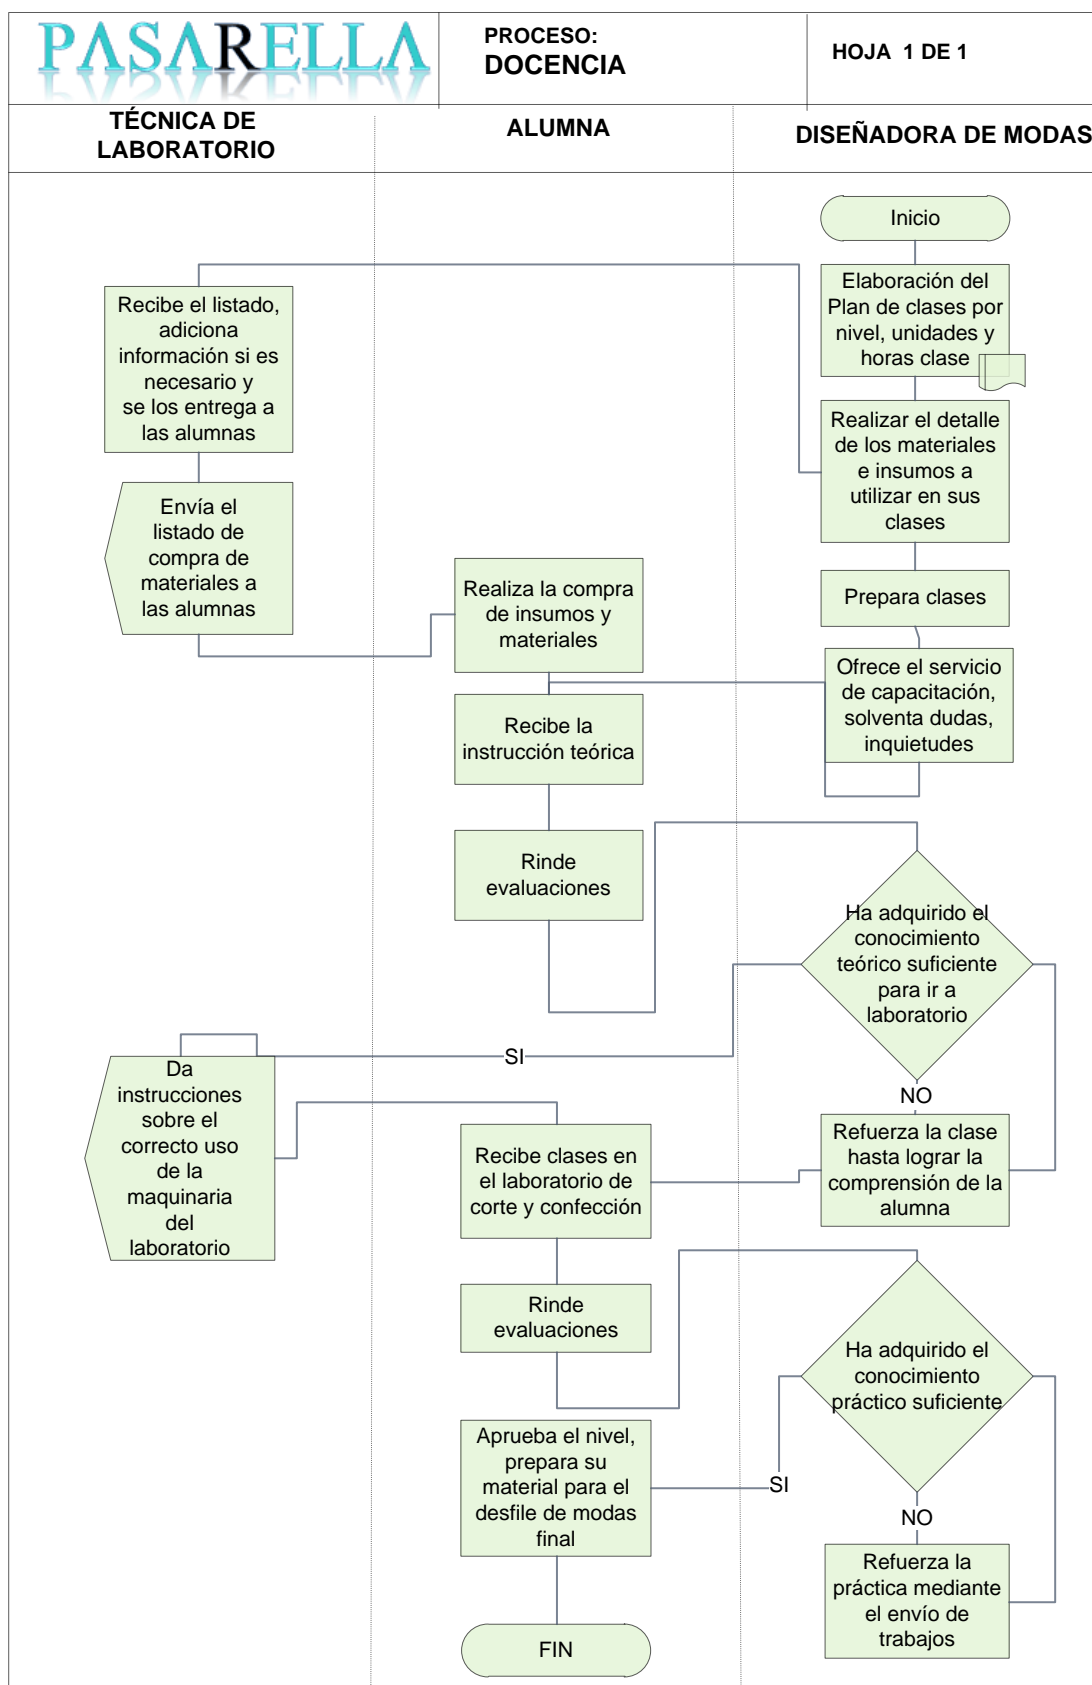 PASARELLA
PROCESO:
DOCENCIA
HOJA 1 DE 1
TÉCNICA DE
LABORATORIO
ALUMNA
DISEÑADORA DE MODAS
Inicio
Elaboración del
Plan de clases por
nivel, unidades y
horas clase
Recibe el listado,
adiciona
información si es
necesario y
se los entrega a
las alumnas
Realizar el detalle
de los materiales
e insumos a
utilizar en sus
clases
Envía el
listado de
compra de
materiales a
las alumnas
Realiza la compra
de insumos y
materiales
Prepara clases
Ofrece el servicio
de capacitación,
solventa dudas,
inquietudes
Recibe la
instrucción teórica
Rinde
evaluaciones
Ha adquirido el
conocimiento
teórico suficiente
para ir a
laboratorio
SI
NO
Da
instrucciones
sobre el
correcto uso
de la
maquinaria
del
laboratorio
Recibe clases en
el laboratorio de
corte y confección
Refuerza la clase
hasta lograr la
comprensión de la
alumna
Rinde
evaluaciones
Ha adquirido el
conocimiento
práctico suficiente
Aprueba el nivel,
prepara su
material para el
desfile de modas
final
SI
NO
Refuerza la
práctica mediante
el envío de
trabajos
FIN